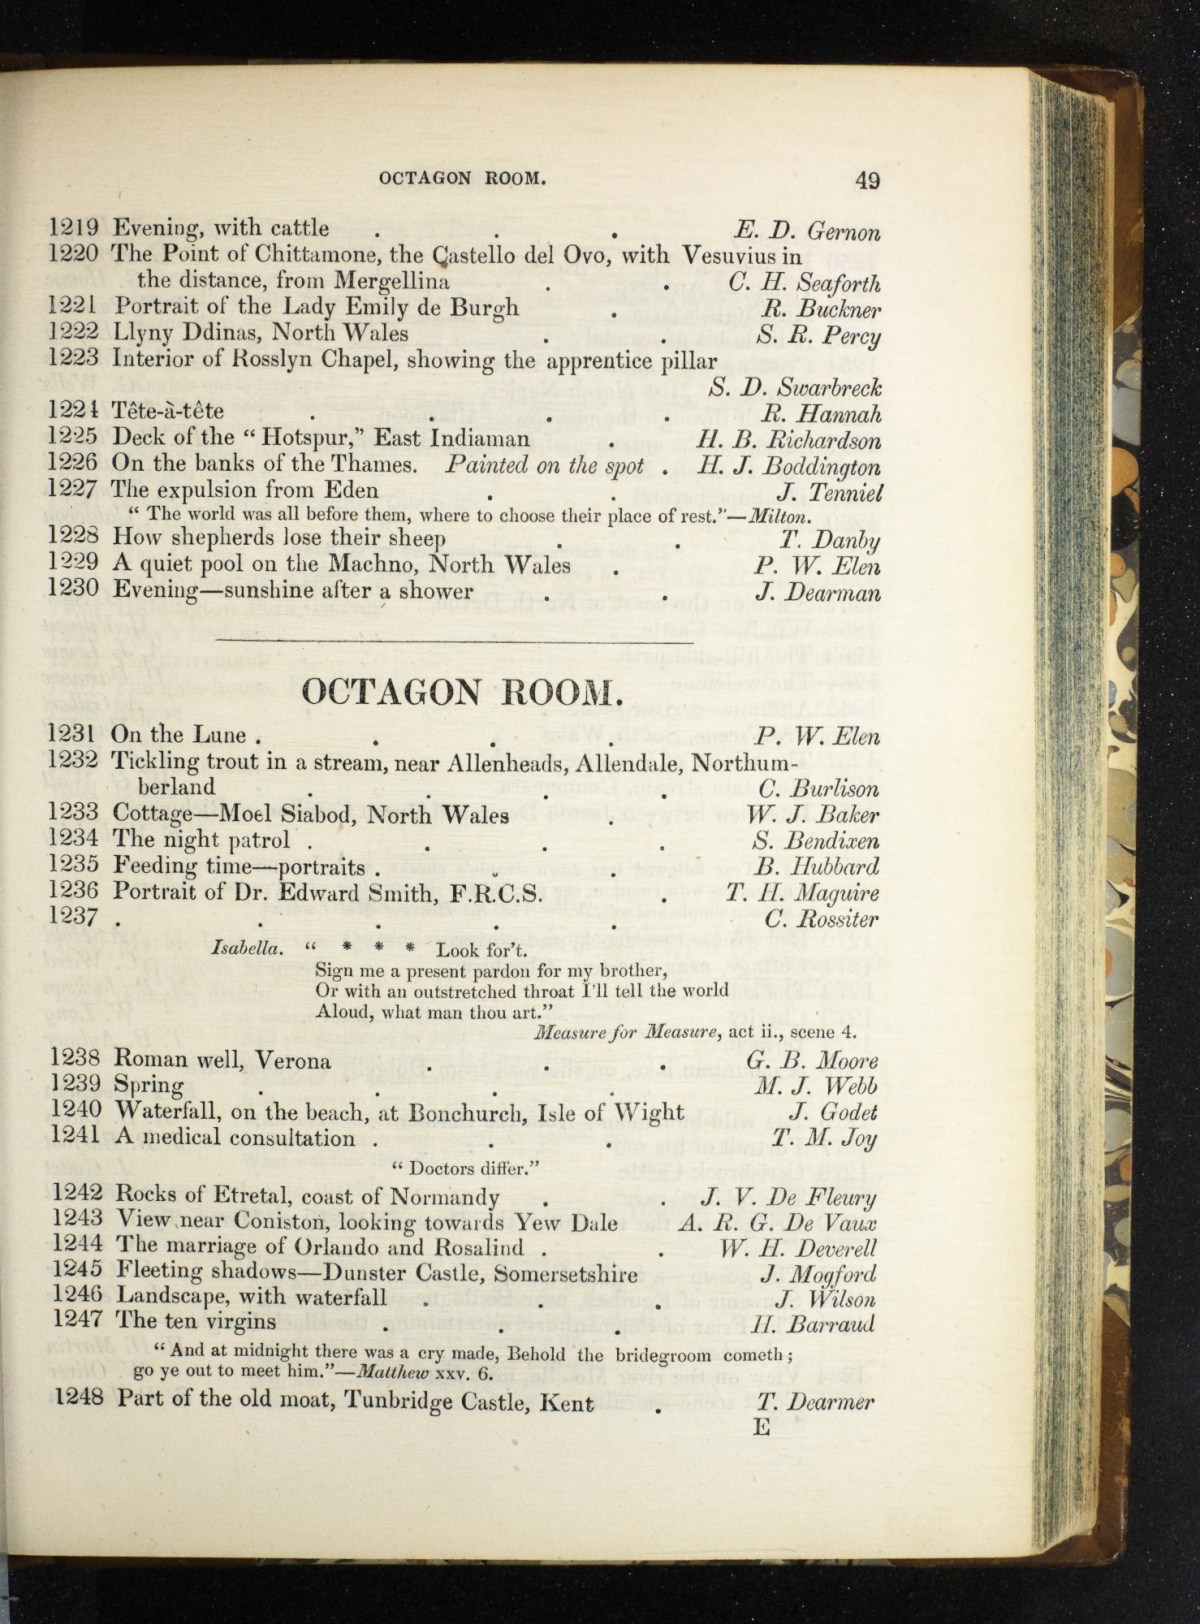 OCTAGON ROOM. 49
1219 Evening, with cattle . . . E. D. Gernon
1220 The Point of Chittamone, the Castello del Ovo, with Vesuvius in
the distance, from Mergellina . . C. H. Seaforth
1221 Portrait of the Lady Emily de Burgh . R. Buckner
1222 Llyny Ddinas, North Wales . . S. R. Percy
1223 Interior of Rosslyn Chapel, showing the apprentice pillar
S. D. Swarbreck
1224 Tête-à-tête . . . . R. Hannah
1225 Deck of the “ Hotspur,” East Indiaman . H. B. Richardson
1226 On the banks of the Thames. Painted on the spot . H. J. Boddington
1227 The expulsion from Eden . . J. Tenniel
“ The world was all before them, where to choose their place of rest.”—Milton.
1228 How shepherds lose their sheep . . T. Danby
1229 A quiet pool on the Machno, North Wales . P. W. Elen
1230 Evening—sunshine after a shower . . J. Dearman
OCTAGON ROOM.
1231 On the Lune . . . . P. W. Elen
1232 Tickling trout in a stream, near Allenheads, Allendale, Northum-
berland . . . . C. Burlison
1233 Cottage—Moel Siabod, North Wales . W. J. Baker
1234 The night patrol . . . . S. Bendixen
1235 Feeding time—portraits . . . B. Hubbard
1236 Portrait of Dr. Edward Smith, F.R.C.S. . T. H. Maguire
1237 . . . . . C. Rossiter
Isabella. “ * * * Look for't.
Sign me a present pardon for my brother,
Or with an outstretched throat I'll tell the world
Aloud, what man thou art.”
Measure for Measure, act ii., scene 4.
1238 Roman well, Verona . . . G. B. Moore
1239 Spring . . . . M. J. Webb
1240 Waterfall, on the beach, at Bonchurch, Isle of Wight J. Godet
1241 A medical consultation . . . T. M. Joy
“ Doctors differ.”
1242 Rocks of Etretal, coast of Normandy . . J. V. De Fleury
1243 View near Coniston, looking towards Yew Dale A. R. G. De Vaux
1244 The marriage of Orlando and Rosalind . . W. H. Deverell
1245 Fleeting shadows—Dunster Castle, Somersetshire J. Mogford
1246 Landscape, with waterfall . . . J. Wilson
1247 The ten virgins . . . H. Barraud
“ And at midnight there was a cry made, Behold the bridegroom cometh ;
go ye out to meet him.”—Matthew xxv. 6.
1248 Part of the old moat, Tunbridge Castle, Kent . T. Dearmer
E